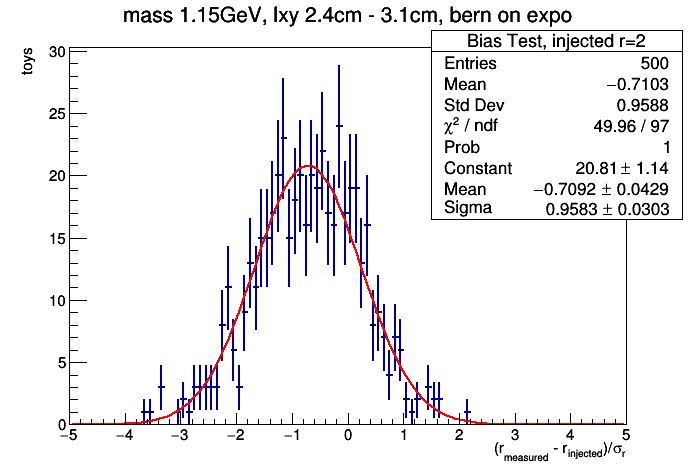 mass 1.15GeV, lxy 2.4cm - 3.1cm, bern on expo
Bias Test, injected r=2
Entries 500
Mean −0.7103
Std Dev 0.9588
χ² / ndf 49.96 / 97
Prob 1
Constant 20.81 ± 1.14
Mean −0.7092 ± 0.0429
Sigma 0.9583 ± 0.0303
toys
30
25
20
15
10
5
0
−5 −4 −3 −2 −1 0 1 2 3 4 5
(r_measured - r_injected)/σ_r